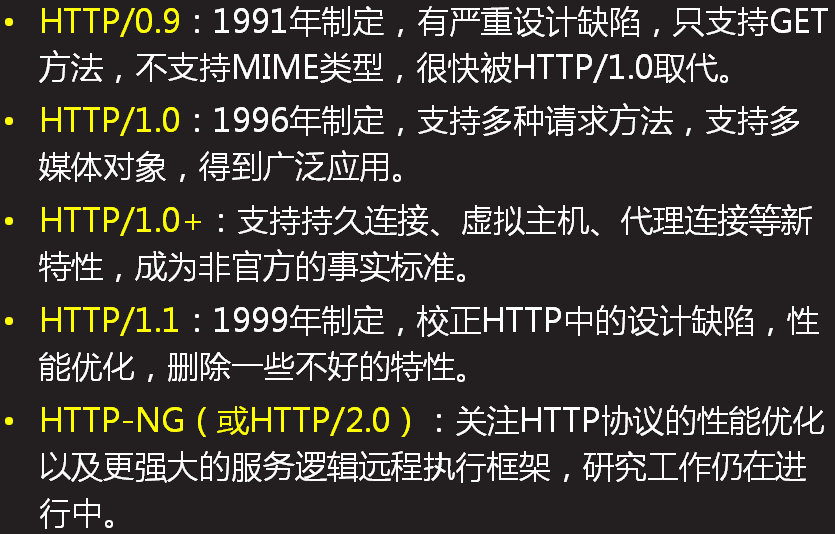 • HTTP/0.9：1991年制定，有严重设计缺陷，只支持GET
方法，不支持MIME类型，很快被HTTP/1.0取代。
• HTTP/1.0：1996年制定，支持多种请求方法，支持多
媒体对象，得到广泛应用。
• HTTP/1.0+：支持持久连接、虚拟主机、代理连接等新
特性，成为非官方的事实标准。
• HTTP/1.1：1999年制定，校正HTTP中的设计缺陷，性
能优化，删除一些不好的特性。
• HTTP-NG（或HTTP/2.0）：关注HTTP协议的性能优化
以及更强大的服务逻辑远程执行框架，研究工作仍在进
行中。